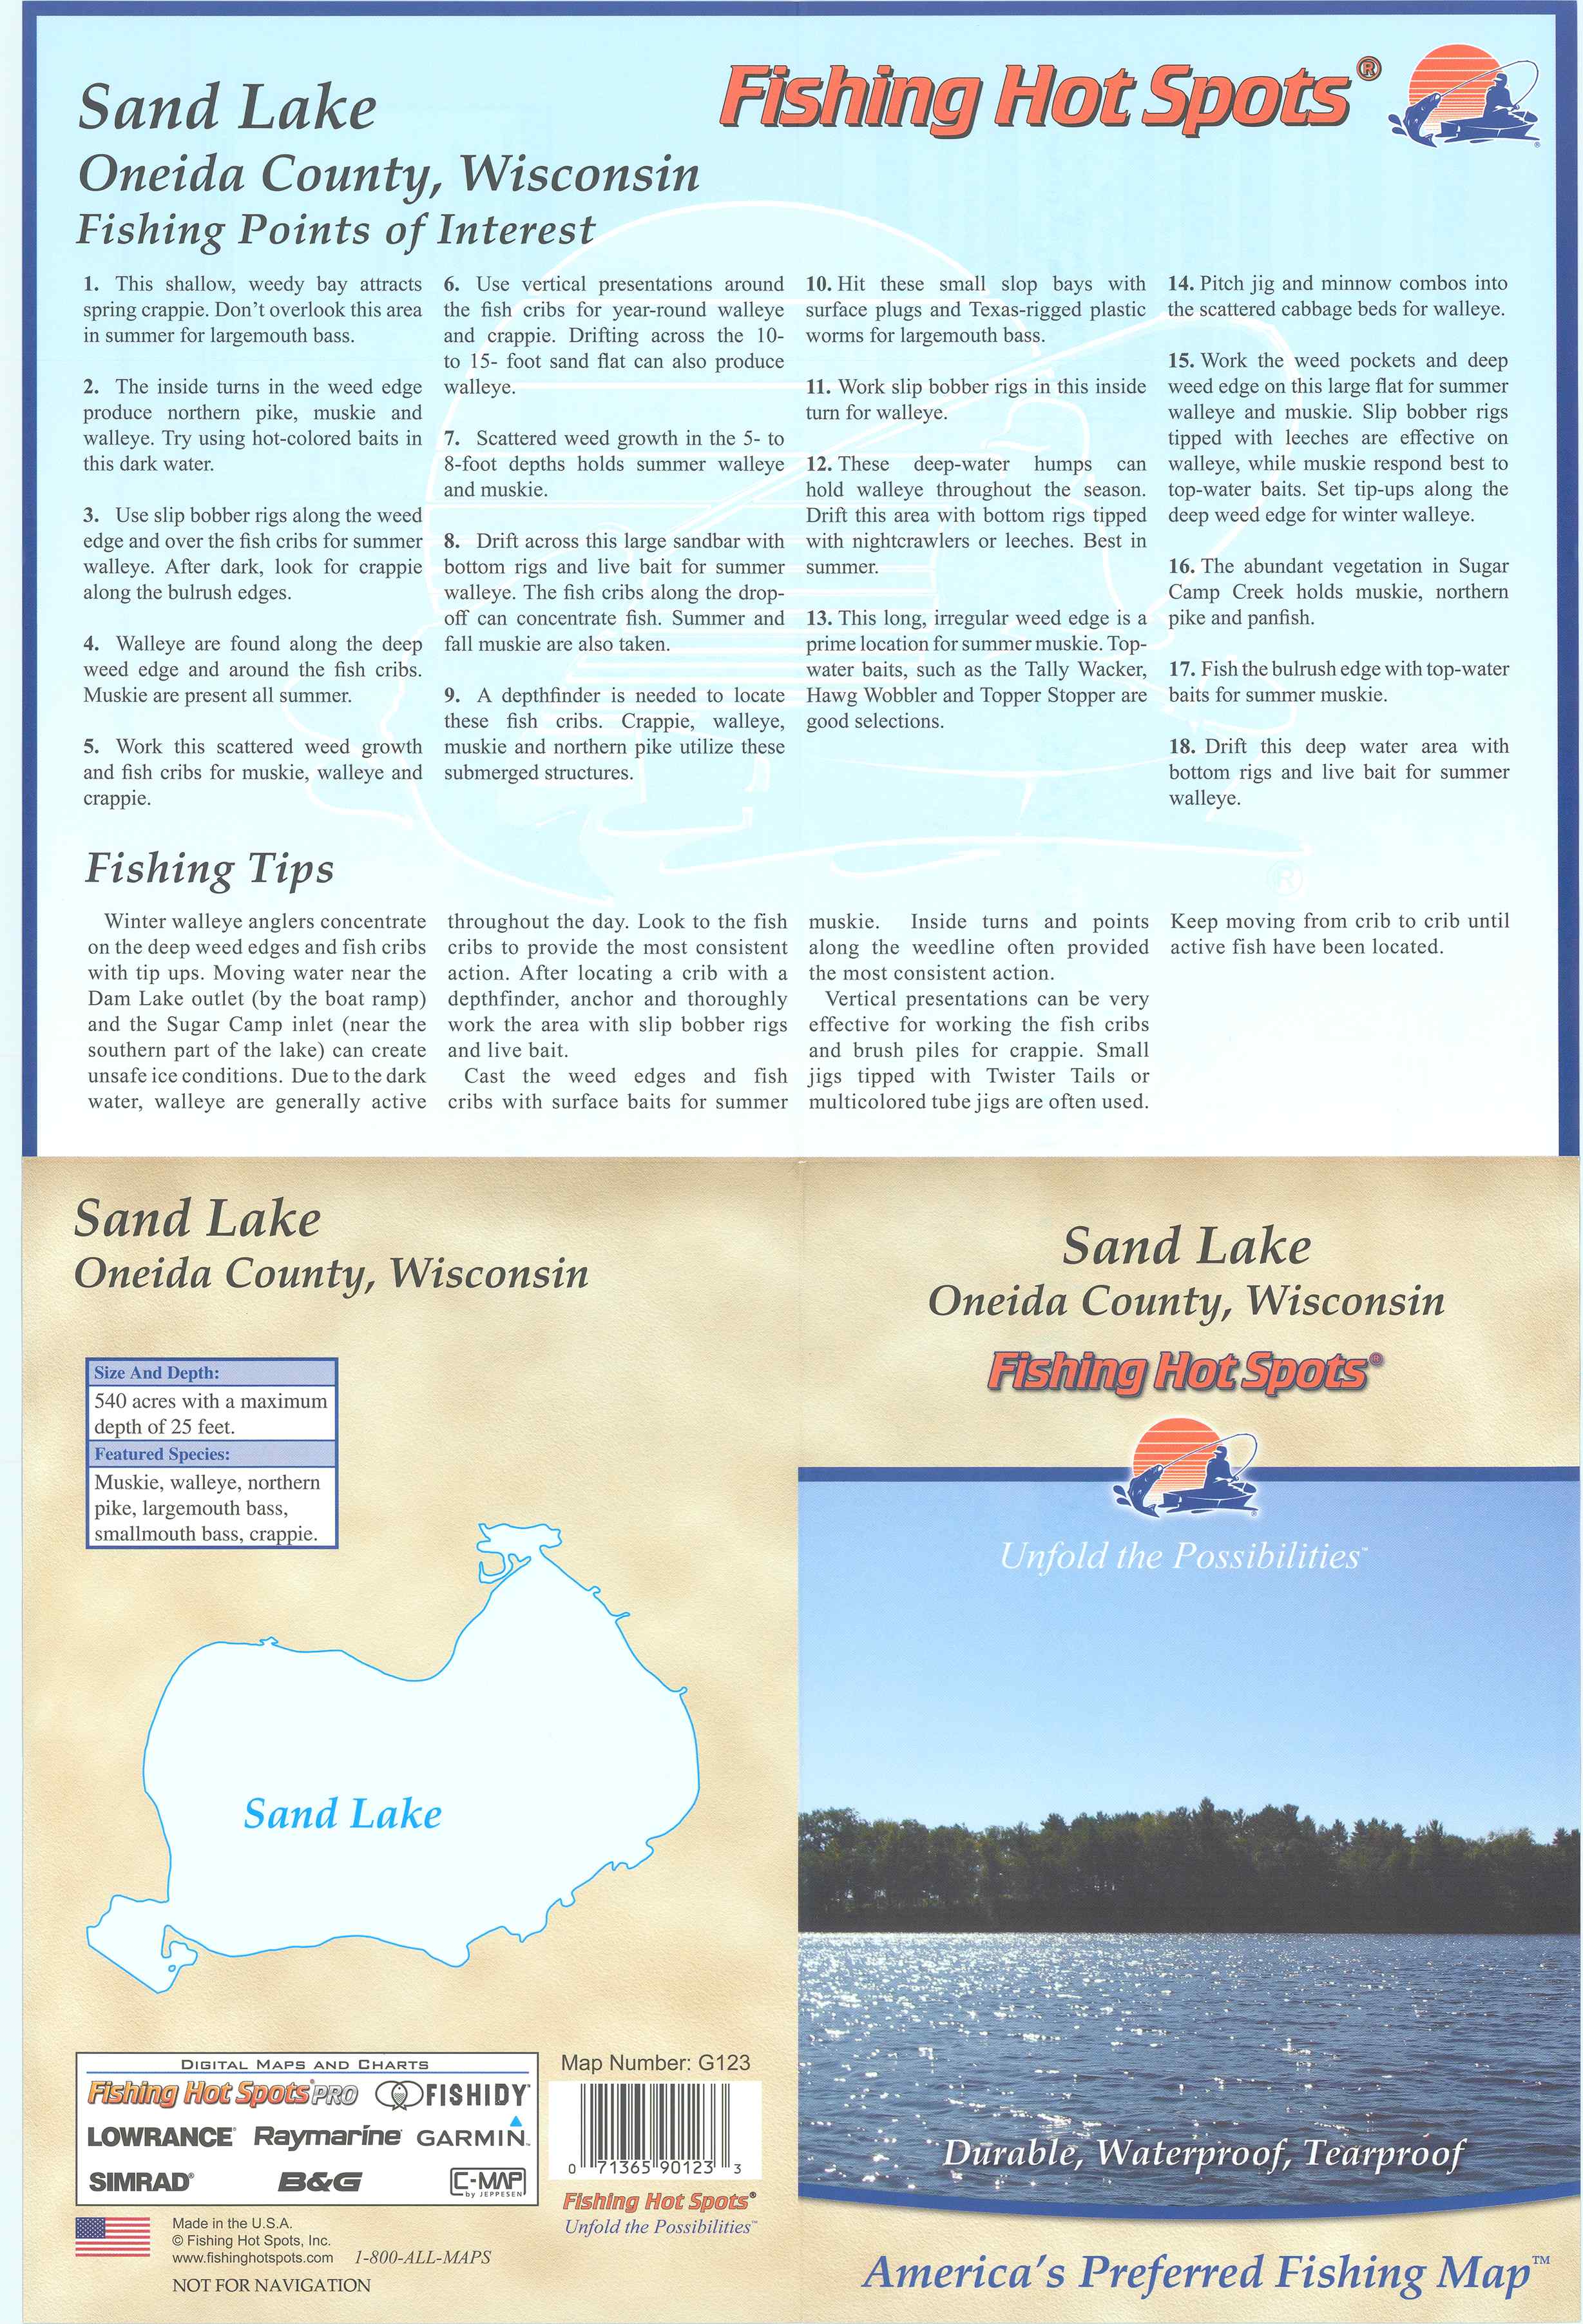 Sand Lake
Oneida County, Wisconsin
Fishing Points of Interest
Fishing Hot Spots®
1. This shallow, weedy bay attracts
spring crappie. Don't overlook this area
in summer for largemouth bass.
2. The inside turns in the weed edge
produce northern pike, muskie and
walleye. Try using hot-colored baits in
this dark water.
3. Use slip bobber rigs along the weed
edge and over the fish cribs for summer
walleye. After dark, look for crappie
along the bulrush edges.
4. Walleye are found along the deep
weed edge and around the fish cribs.
Muskie are present all summer.
5. Work this scattered weed growth
and fish cribs for muskie, walleye and
crappie.
6. Use vertical presentations around
the fish cribs for year-round walleye
and crappie. Drifting across the 10-
to 15- foot sand flat can also produce
walleye.
7. Scattered weed growth in the 5- to
8-foot depths holds summer walleye
and muskie.
8. Drift across this large sandbar with
bottom rigs and live bait for summer
walleye. The fish cribs along the drop-
off can concentrate fish. Summer and
fall muskie are also taken.
9. A depthfinder is needed to locate
these fish cribs. Crappie, walleye,
muskie and northern pike utilize these
submerged structures.
10. Hit these small slop bays with
surface plugs and Texas-rigged plastic
worms for largemouth bass.
11. Work slip bobber rigs in this inside
turn for walleye.
12. These deep-water humps can
hold walleye throughout the season.
Drift this area with bottom rigs tipped
with nightcrawlers or leeches. Best in
summer.
13. This long, irregular weed edge is a
prime location for summer muskie. Top-
water baits, such as the Tally Wacker,
Hawg Wobbler and Topper Stopper are
good selections.
14. Pitch jig and minnow combos into
the scattered cabbage beds for walleye.
15. Work the weed pockets and deep
weed edge on this large flat for summer
walleye and muskie. Slip bobber rigs
tipped with leeches are effective on
walleye, while muskie respond best to
top-water baits. Set tip-ups along the
deep weed edge for winter walleye.
16. The abundant vegetation in Sugar
Camp Creek holds muskie, northern
pike and panfish.
17. Fish the bulrush edge with top-water
baits for summer muskie.
18. Drift this deep water area with
bottom rigs and live bait for summer
walleye.
®
Fishing Tips
Winter walleye anglers concentrate
on the deep weed edges and fish cribs
with tip ups. Moving water near the
Dam Lake outlet (by the boat ramp)
and the Sugar Camp inlet (near the
southern part of the lake) can create
unsafe ice conditions. Due to the dark
water, walleye are generally active
throughout the day. Look to the fish
cribs to provide the most consistent
action. After locating a crib with a
depthfinder, anchor and thoroughly
work the area with slip bobber rigs
and live bait.
Cast the weed edges and fish
cribs with surface baits for summer
muskie. Inside turns and points
along the weedline often provided
the most consistent action.
Vertical presentations can be very
effective for working the fish cribs
and brush piles for crappie. Small
jigs tipped with Twister Tails or
multicolored tube jigs are often used.
Keep moving from crib to crib until
active fish have been located.
Sand Lake
Oneida County, Wisconsin
Size And Depth:
540 acres with a maximum
depth of 25 feet.
Featured Species:
Muskie, walleye, northern
pike, largemouth bass,
smallmouth bass, crappie.
Sand Lake
DIGITAL MAPS AND CHARTS
Fishing Hot Spots® PRO FISHIDY
LOWRANCE® Raymarine® GARMIN™
SIMRAD® B&G C-MAP
by JEPPESEN
Map Number: G123
0 71365 90123 3
Fishing Hot Spots®
Unfold the Possibilities™
Made in the U.S.A.
© Fishing Hot Spots, Inc.
www.fishinghotspots.com 1-800-ALL-MAPS
NOT FOR NAVIGATION
Sand Lake
Oneida County, Wisconsin
Fishing Hot Spots®
Unfold the Possibilities™
Durable, Waterproof, Tearproof
America's Preferred Fishing Map™